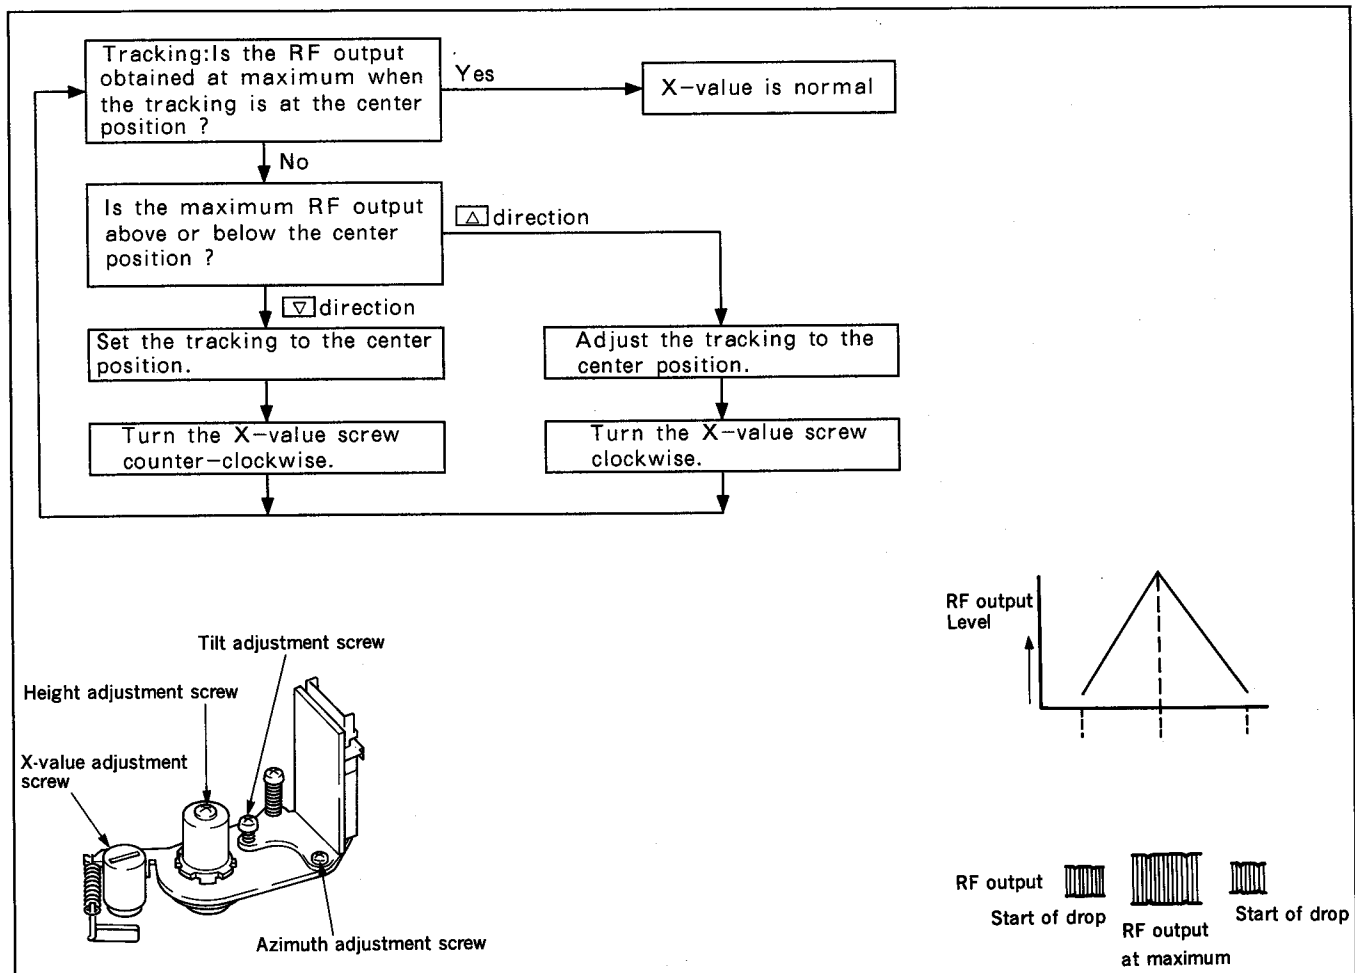 Tracking:Is the RF output
obtained at maximum when
the tracking is at the center
position ?
Yes
X-value is normal
No
Is the maximum RF output
above or below the center
position ?
△ direction
▽ direction
Set the tracking to the center
position.
Adjust the tracking to the
center position.
Turn the X-value screw
counter-clockwise.
Turn the X-value screw
clockwise.
RF output
Level
Tilt adjustment screw
Height adjustment screw
X-value adjustment
screw
Azimuth adjustment screw
RF output
Start of drop
RF output
at maximum
Start of drop